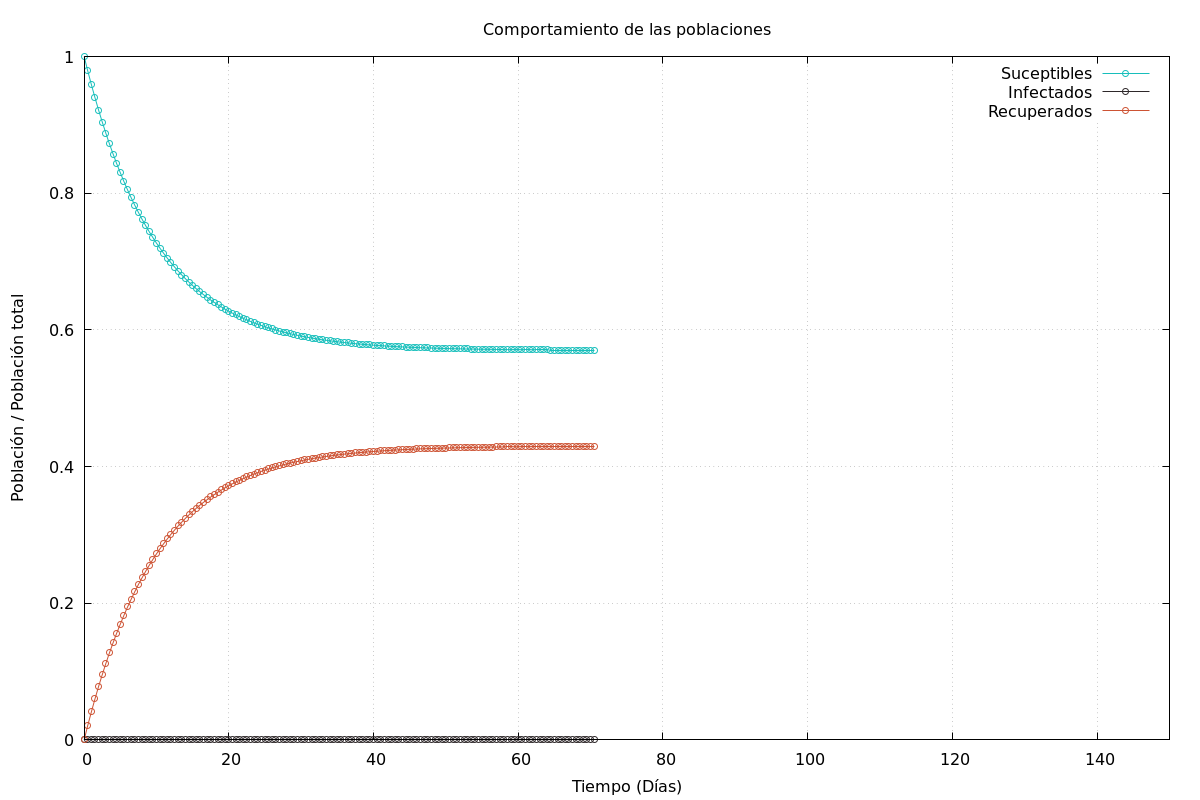 Comportamiento de las poblaciones
Suceptibles
Infectados
Recuperados
1
0.8
0.6
0.4
0.2
0
Población / Población total
0 20 40 60 80 100 120 140
Tiempo (Días)